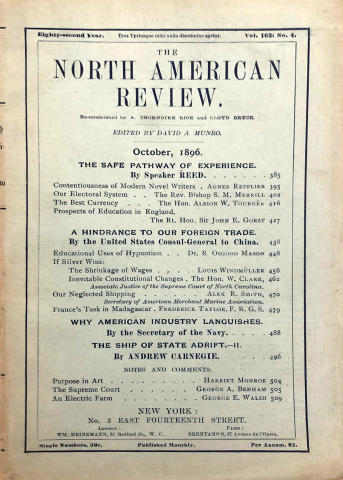 Eighty-second Year. Tros Tyriusque mihi nullo discrimine agetur. Vol. 163: No. 4.
THE
NORTH AMERICAN
REVIEW.
Re-established by A. THORNDIKE RICE and LLOYD BRYCE.
EDITED BY DAVID A. MUNRO.
October, 1896.
THE SAFE PATHWAY OF EXPERIENCE.
By Speaker REED. . . . . . . 385
Contentiousness of Modern Novel Writers . AGNES REPPLIER 395
Our Electoral System . . The Rev. Bishop S. M. MERRILL 402
The Best Currency . . . The Hon. ALBION W. TOURGÉE 416
Prospects of Education in England,
The Rt. Hon. Sir JOHN E. GORST 427
A HINDRANCE TO OUR FOREIGN TRADE.
By the United States Consul-General to China. 438
Educational Uses of Hypnotism . . Dr. R OSGOOD MASON 448
If Silver Wins:
The Shrinkage of Wages . . . LOUIS WINDMÜLLER 456
Inevitable Constitutional Changes . The Hon. W. CLARK, 462
Associate Justice of the Supreme Court of North Carolina.
Our Neglected Shipping . . . . . ALEX R. SMITH, 470
Secretary of American Merchant Marine Association.
France's Task in Madagascar . FREDERICK TAYLOR, F. R. G. S. 479
WHY AMERICAN INDUSTRY LANGUISHES.
By the Secretary of the Navy. . . . 488
THE SHIP OF STATE ADRIFT.—II.
By ANDREW CARNEGIE. . . . 496
NOTES AND COMMENTS.
Purpose in Art . . . . . . HARRIET MONROE 504
The Supreme Court . . . . . GEORGE A. BENHAM 505
An Electric Farm . . . . . GEORGE E. WALSH 509
NEW YORK:
No. 3 EAST FOURTEENTH STREET.
London: Paris:
WM. HEINEMANN, 21 Bedford St., W. C. BRENTANO'S, 37 Avenue de l'Opera.
Single Numbers, 50c. Published Monthly. Per Annum, $5.